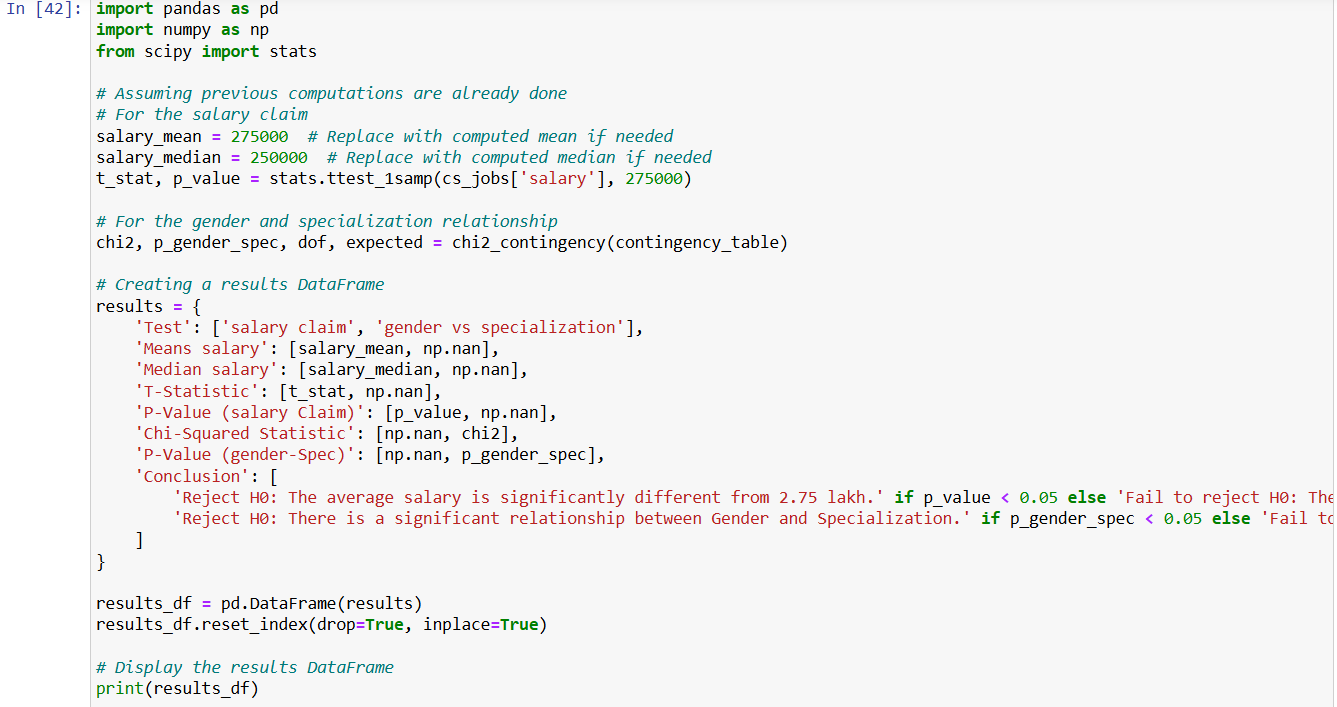 In [42]: import pandas as pd
import numpy as np
from scipy import stats
# Assuming previous computations are already done
# For the salary claim
salary_mean = 275000  # Replace with computed mean if needed
salary_median = 250000  # Replace with computed median if needed
t_stat, p_value = stats.ttest_1samp(cs_jobs['salary'], 275000)
# For the gender and specialization relationship
chi2, p_gender_spec, dof, expected = chi2_contingency(contingency_table)
# Creating a results DataFrame
results = {
    'Test': ['salary claim', 'gender vs specialization'],
    'Means salary': [salary_mean, np.nan],
    'Median salary': [salary_median, np.nan],
    'T-Statistic': [t_stat, np.nan],
    'P-Value (salary Claim)': [p_value, np.nan],
    'Chi-Squared Statistic': [np.nan, chi2],
    'P-Value (gender-Spec)': [np.nan, p_gender_spec],
    'Conclusion': [
        'Reject H0: The average salary is significantly different from 2.75 lakh.' if p_value < 0.05 else 'Fail to reject H0: The
        'Reject H0: There is a significant relationship between Gender and Specialization.' if p_gender_spec < 0.05 else 'Fail to
    ]
}
results_df = pd.DataFrame(results)
results_df.reset_index(drop=True, inplace=True)
# Display the results DataFrame
print(results_df)